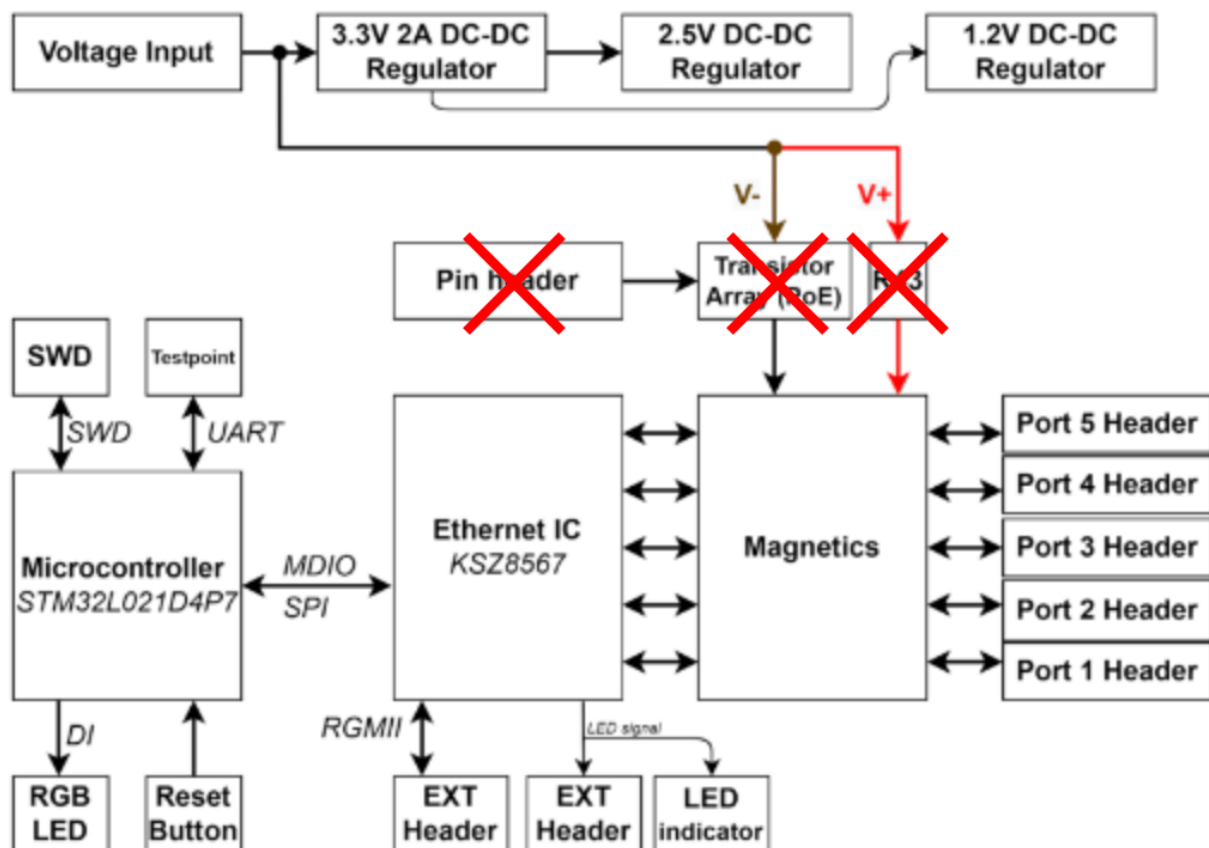 Voltage Input
3.3V 2A DC-DC
Regulator
2.5V DC-DC
Regulator
1.2V DC-DC
Regulator
V-
V+
Pin header
Transistor
Array (PoE)
SWD
Testpoint
SWD
UART
Microcontroller
STM32L021D4P7
MDIO
SPI
Ethernet IC
KSZ8567
Magnetics
Port 5 Header
Port 4 Header
Port 3 Header
Port 2 Header
Port 1 Header
DI
RGMII
LED signal
RGB
LED
Reset
Button
EXT
Header
EXT
Header
LED
indicator